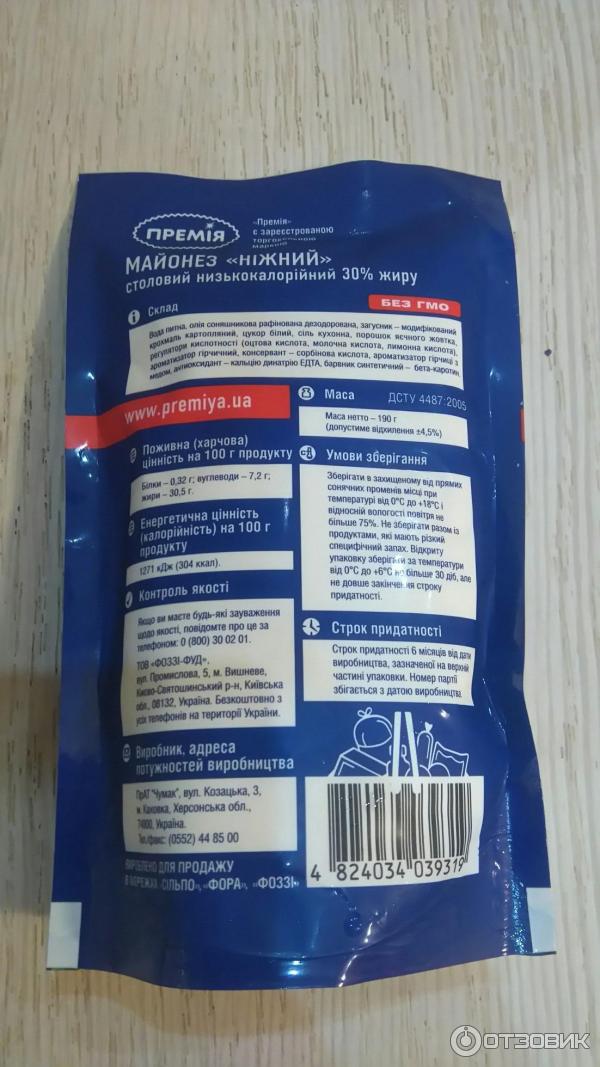 ПРЕМІЯ
«Премія»
є зареєстрованою
торговельною
маркою
МАЙОНЕЗ «НІЖНИЙ»
столовий низькокалорійний 30% жиру
Склад
БЕЗ ГМО
Вода питна, олія соняшникова рафінована дезодорована, загусник – модифікований
крохмаль картопляний, цукор білий, сіль кухонна, порошок яєчного жовтка,
регулятори кислотності (оцтова кислота, молочна кислота, лимонна кислота),
ароматизатор гірчичний, консервант – сорбінова кислота, ароматизатор гірчиці з
медом, антиоксидант – кальцію динатрію ЕДТА, барвник синтетичний – бета-каротин.
www.premiya.ua
Маса
ДСТУ 4487:2005
Маса нетто – 190 г
(допустиме відхилення ±4,5%)
Поживна (харчова)
цінність на 100 г продукту
Білки – 0,32 г; вуглеводи – 7,2 г;
жири – 30,5 г.
Енергетична цінність
(калорійність) на 100 г
продукту
1271 кДж (304 ккал).
Умови зберігання
Зберігати в захищеному від прямих
сонячних променів місці при
температурі від 0°С до +18°С і
відносній вологості повітря не
більше 75%. Не зберігати разом із
продуктами, які мають різкий
специфічний запах. Відкриту
упаковку зберігати за температури
від 0°С до +6°С не більше 30 діб, але
не довше закінчення строку
придатності.
Контроль якості
Якщо ви маєте будь-які зауваження
щодо якості, повідомте про це за
телефоном: 0 (800) 30 02 01.
ТОВ «ФОЗЗІ-ФУД»,
вул. Промислова, 5, м. Вишневе,
Києво-Святошинський р-н, Київська
обл., 08132, Україна. Безкоштовно з
усіх телефонів на території України.
Строк придатності
Строк придатності 6 місяців від дати
виробництва, зазначеної на верхній
частині упаковки. Номер партії
збігається з датою виробництва.
Виробник, адреса
потужностей виробництва
ПрАТ "Чумак", вул. Козацька, 3,
м. Каховка, Херсонська обл.,
74800, Україна.
Тел./факс: (0552) 44 85 00
ВИРОБЛЕНО ДЛЯ ПРОДАЖУ
В МЕРЕЖАХ «СІЛЬПО», «ФОРА», «ФОЗЗІ»
4 824034 039319
ОТЗОВИК